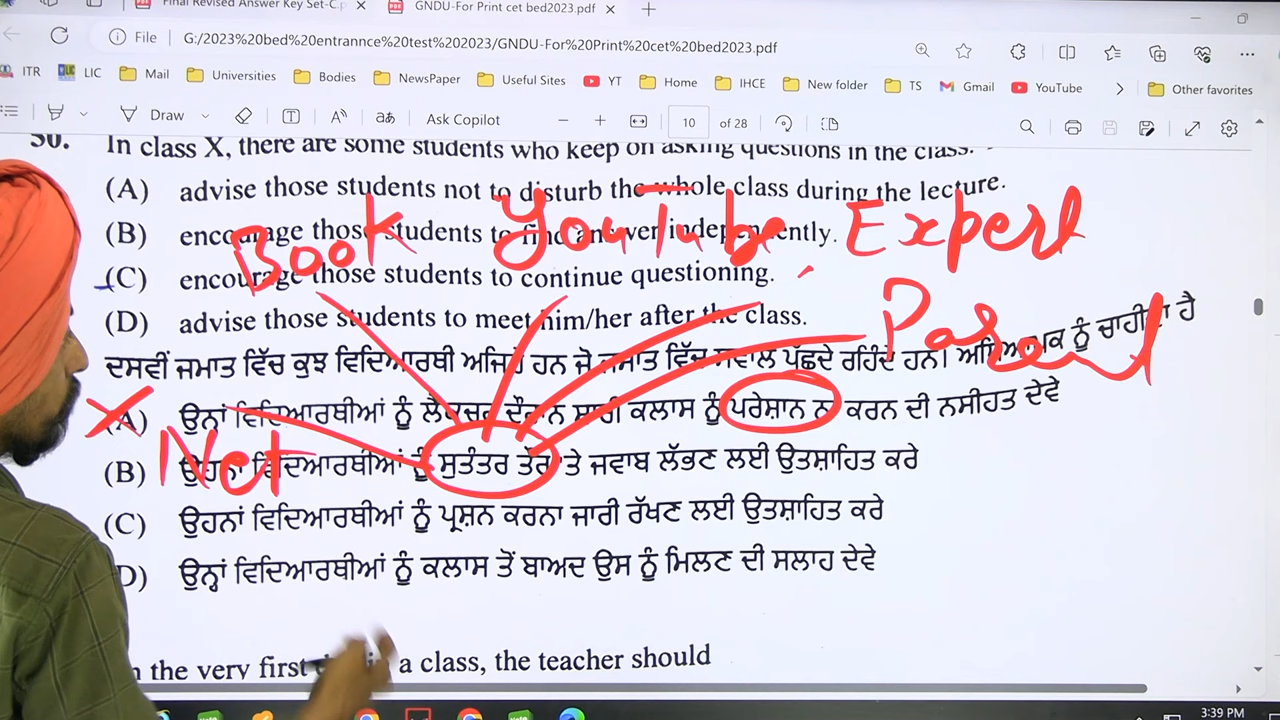 Final Revised Answer Key Set-C.p
GNDU-For Print cet bed2023.pdf
File G:/2023%20bed%20entrannce%20test%202023/GNDU-For%20Print%20cet%20bed2023.pdf
ITR LIC Mail Universities Bodies NewsPaper Useful Sites YT Home IHCE New folder TS Gmail YouTube Other favorites
Draw Ask Copilot 10 of 28
50. In class X, there are some students who keep on asking questions in the class.
(A) advise those students not to disturb the whole class during the lecture.
Book YouTube Expert
(B) encourage those students to find answer independently.
(C) encourage those students to continue questioning.
(D) advise those students to meet him/her after the class.
Parent
ਦਸਵੀਂ ਜਮਾਤ ਵਿੱਚ ਕੁਝ ਵਿਦਿਆਰਥੀ ਅਜਿਹੇ ਹਨ ਜੋ ਜਮਾਤ ਵਿੱਚ ਸਵਾਲ ਪੁੱਛਦੇ ਰਹਿੰਦੇ ਹਨ। ਅਧਿਆਪਕ ਨੂੰ ਚਾਹੀਦਾ ਹੈ
(A) ਉਨ੍ਹਾਂ ਵਿਦਿਆਰਥੀਆਂ ਨੂੰ ਲੈਕਚਰ ਦੌਰਾਨ ਸਾਰੀ ਕਲਾਸ ਨੂੰ ਪਰੇਸ਼ਾਨ ਨ ਕਰਨ ਦੀ ਨਸੀਹਤ ਦੇਵੇ
Net
(B) ਉਹਨਾਂ ਵਿਦਿਆਰਥੀਆਂ ਨੂੰ ਸੁਤੰਤਰ ਤੌਰ 'ਤੇ ਜਵਾਬ ਲੱਭਣ ਲਈ ਉਤਸ਼ਾਹਿਤ ਕਰੇ
(C) ਉਹਨਾਂ ਵਿਦਿਆਰਥੀਆਂ ਨੂੰ ਪ੍ਰਸ਼ਨ ਕਰਨਾ ਜਾਰੀ ਰੱਖਣ ਲਈ ਉਤਸ਼ਾਹਿਤ ਕਰੇ
D) ਉਨ੍ਹਾਂ ਵਿਦਿਆਰਥੀਆਂ ਨੂੰ ਕਲਾਸ ਤੋਂ ਬਾਅਦ ਉਸ ਨੂੰ ਮਿਲਣ ਦੀ ਸਲਾਹ ਦੇਵੇ
the very first a class, the teacher should
3:39 PM